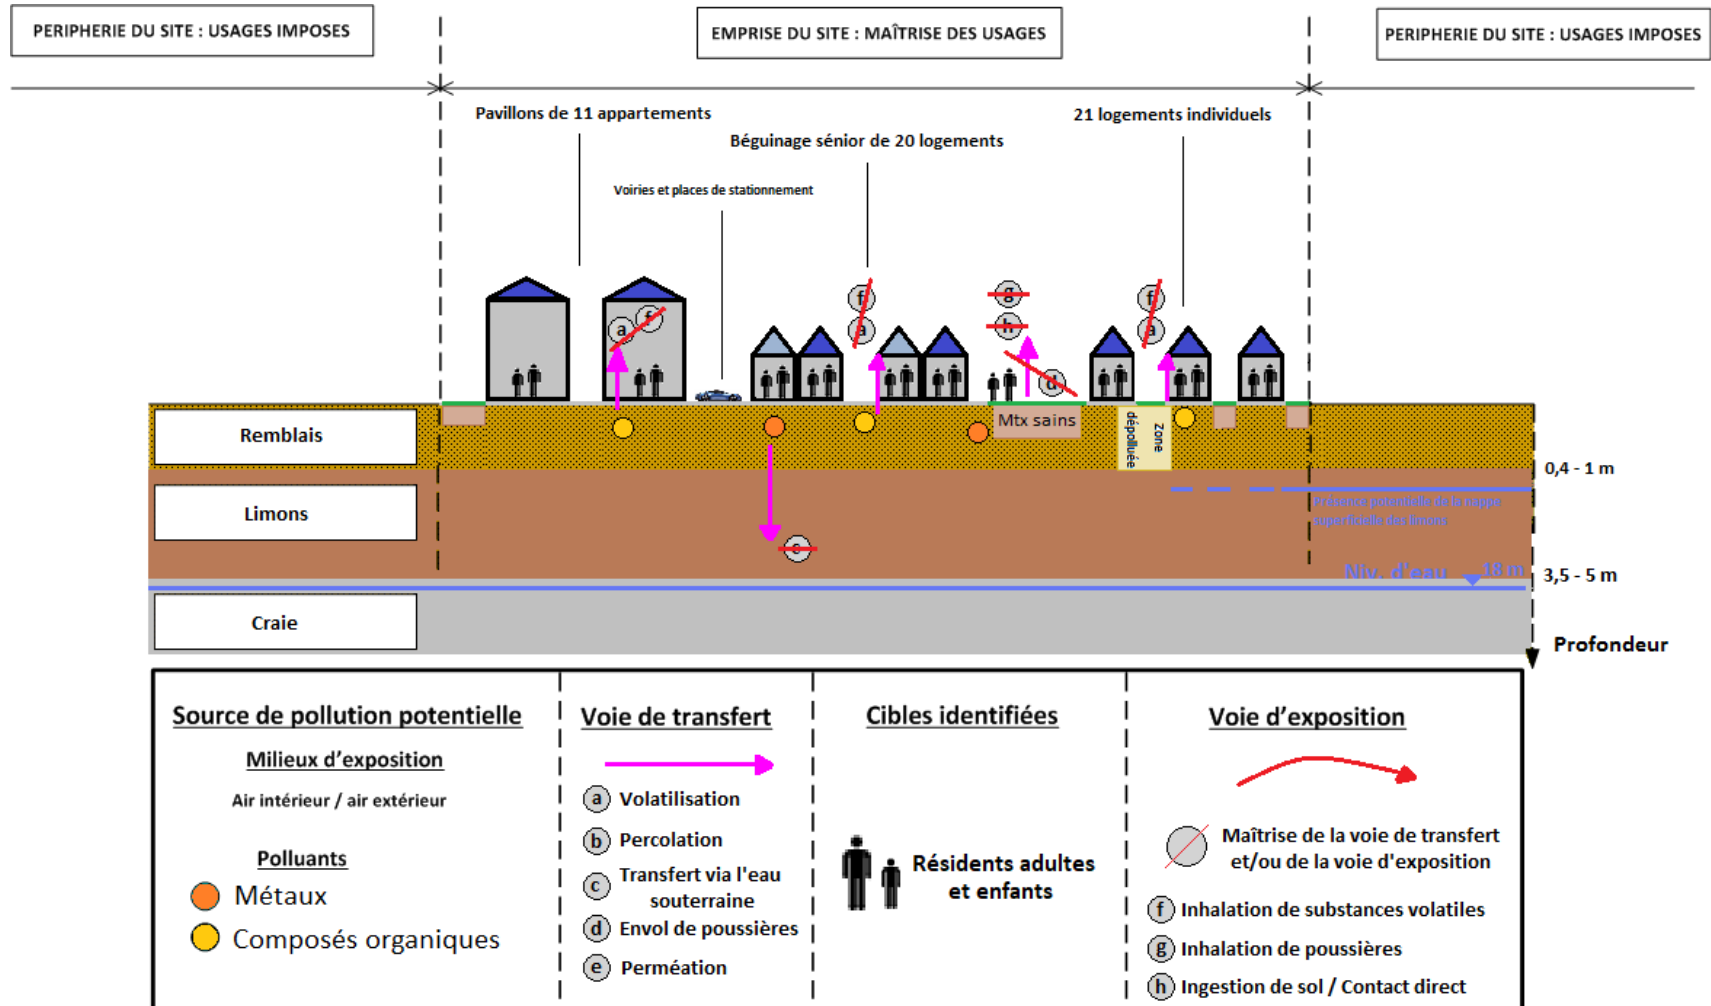 PERIPHERIE DU SITE : USAGES IMPOSES
EMPRISE DU SITE : MAÎTRISE DES USAGES
PERIPHERIE DU SITE : USAGES IMPOSES
Pavillons de 11 appartements
21 logements individuels
Béguinage sénior de 20 logements
Voiries et places de stationnement
f
g
f
a
f
a
h
a
d
Mtx sains
Zone
dépolluée
Remblais
0,4 - 1 m
Limons
Présence potentielle de la nappe
superficielle des limons
Niv. d'eau
18 m
3,5 - 5 m
Craie
Profondeur
Source de pollution potentielle
Milieux d'exposition
Air intérieur / air extérieur
Polluants
Métaux
Composés organiques
Voie de transfert
a Volatilisation
b Percolation
c Transfert via l'eau
souterraine
d Envol de poussières
e Perméation
Cibles identifiées
Résidents adultes
et enfants
Voie d'exposition
Maîtrise de la voie de transfert
et/ou de la voie d'exposition
f Inhalation de substances volatiles
g Inhalation de poussières
h Ingestion de sol / Contact direct